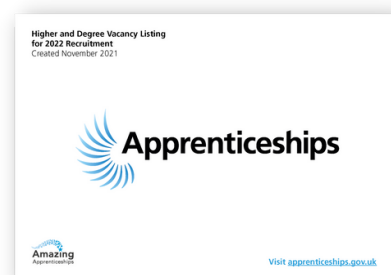 Higher and Degree Vacancy Listing
for 2022 Recruitment
Created November 2021
Apprenticeships
Amazing
Apprenticeships
Visit apprenticeships.gov.uk